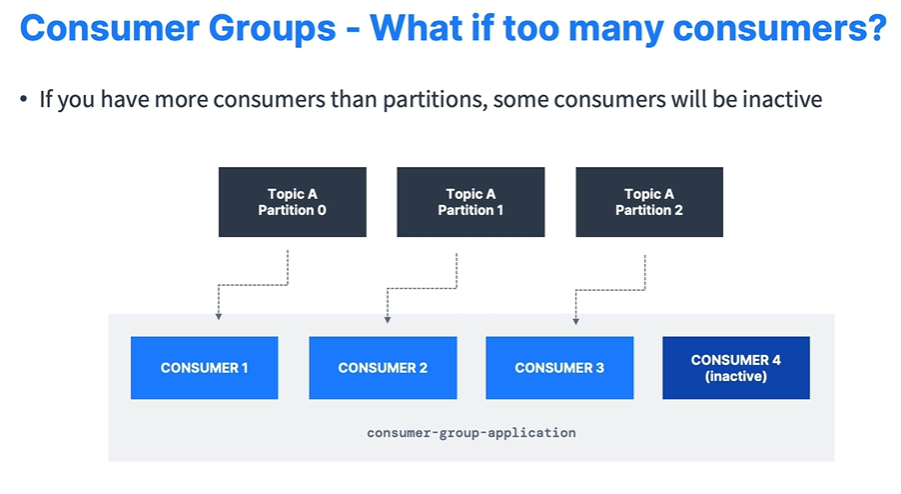 Consumer Groups - What if too many consumers?
• If you have more consumers than partitions, some consumers will be inactive
Topic A
Partition 0
Topic A
Partition 1
Topic A
Partition 2
CONSUMER 1
CONSUMER 2
CONSUMER 3
CONSUMER 4
(inactive)
consumer-group-application